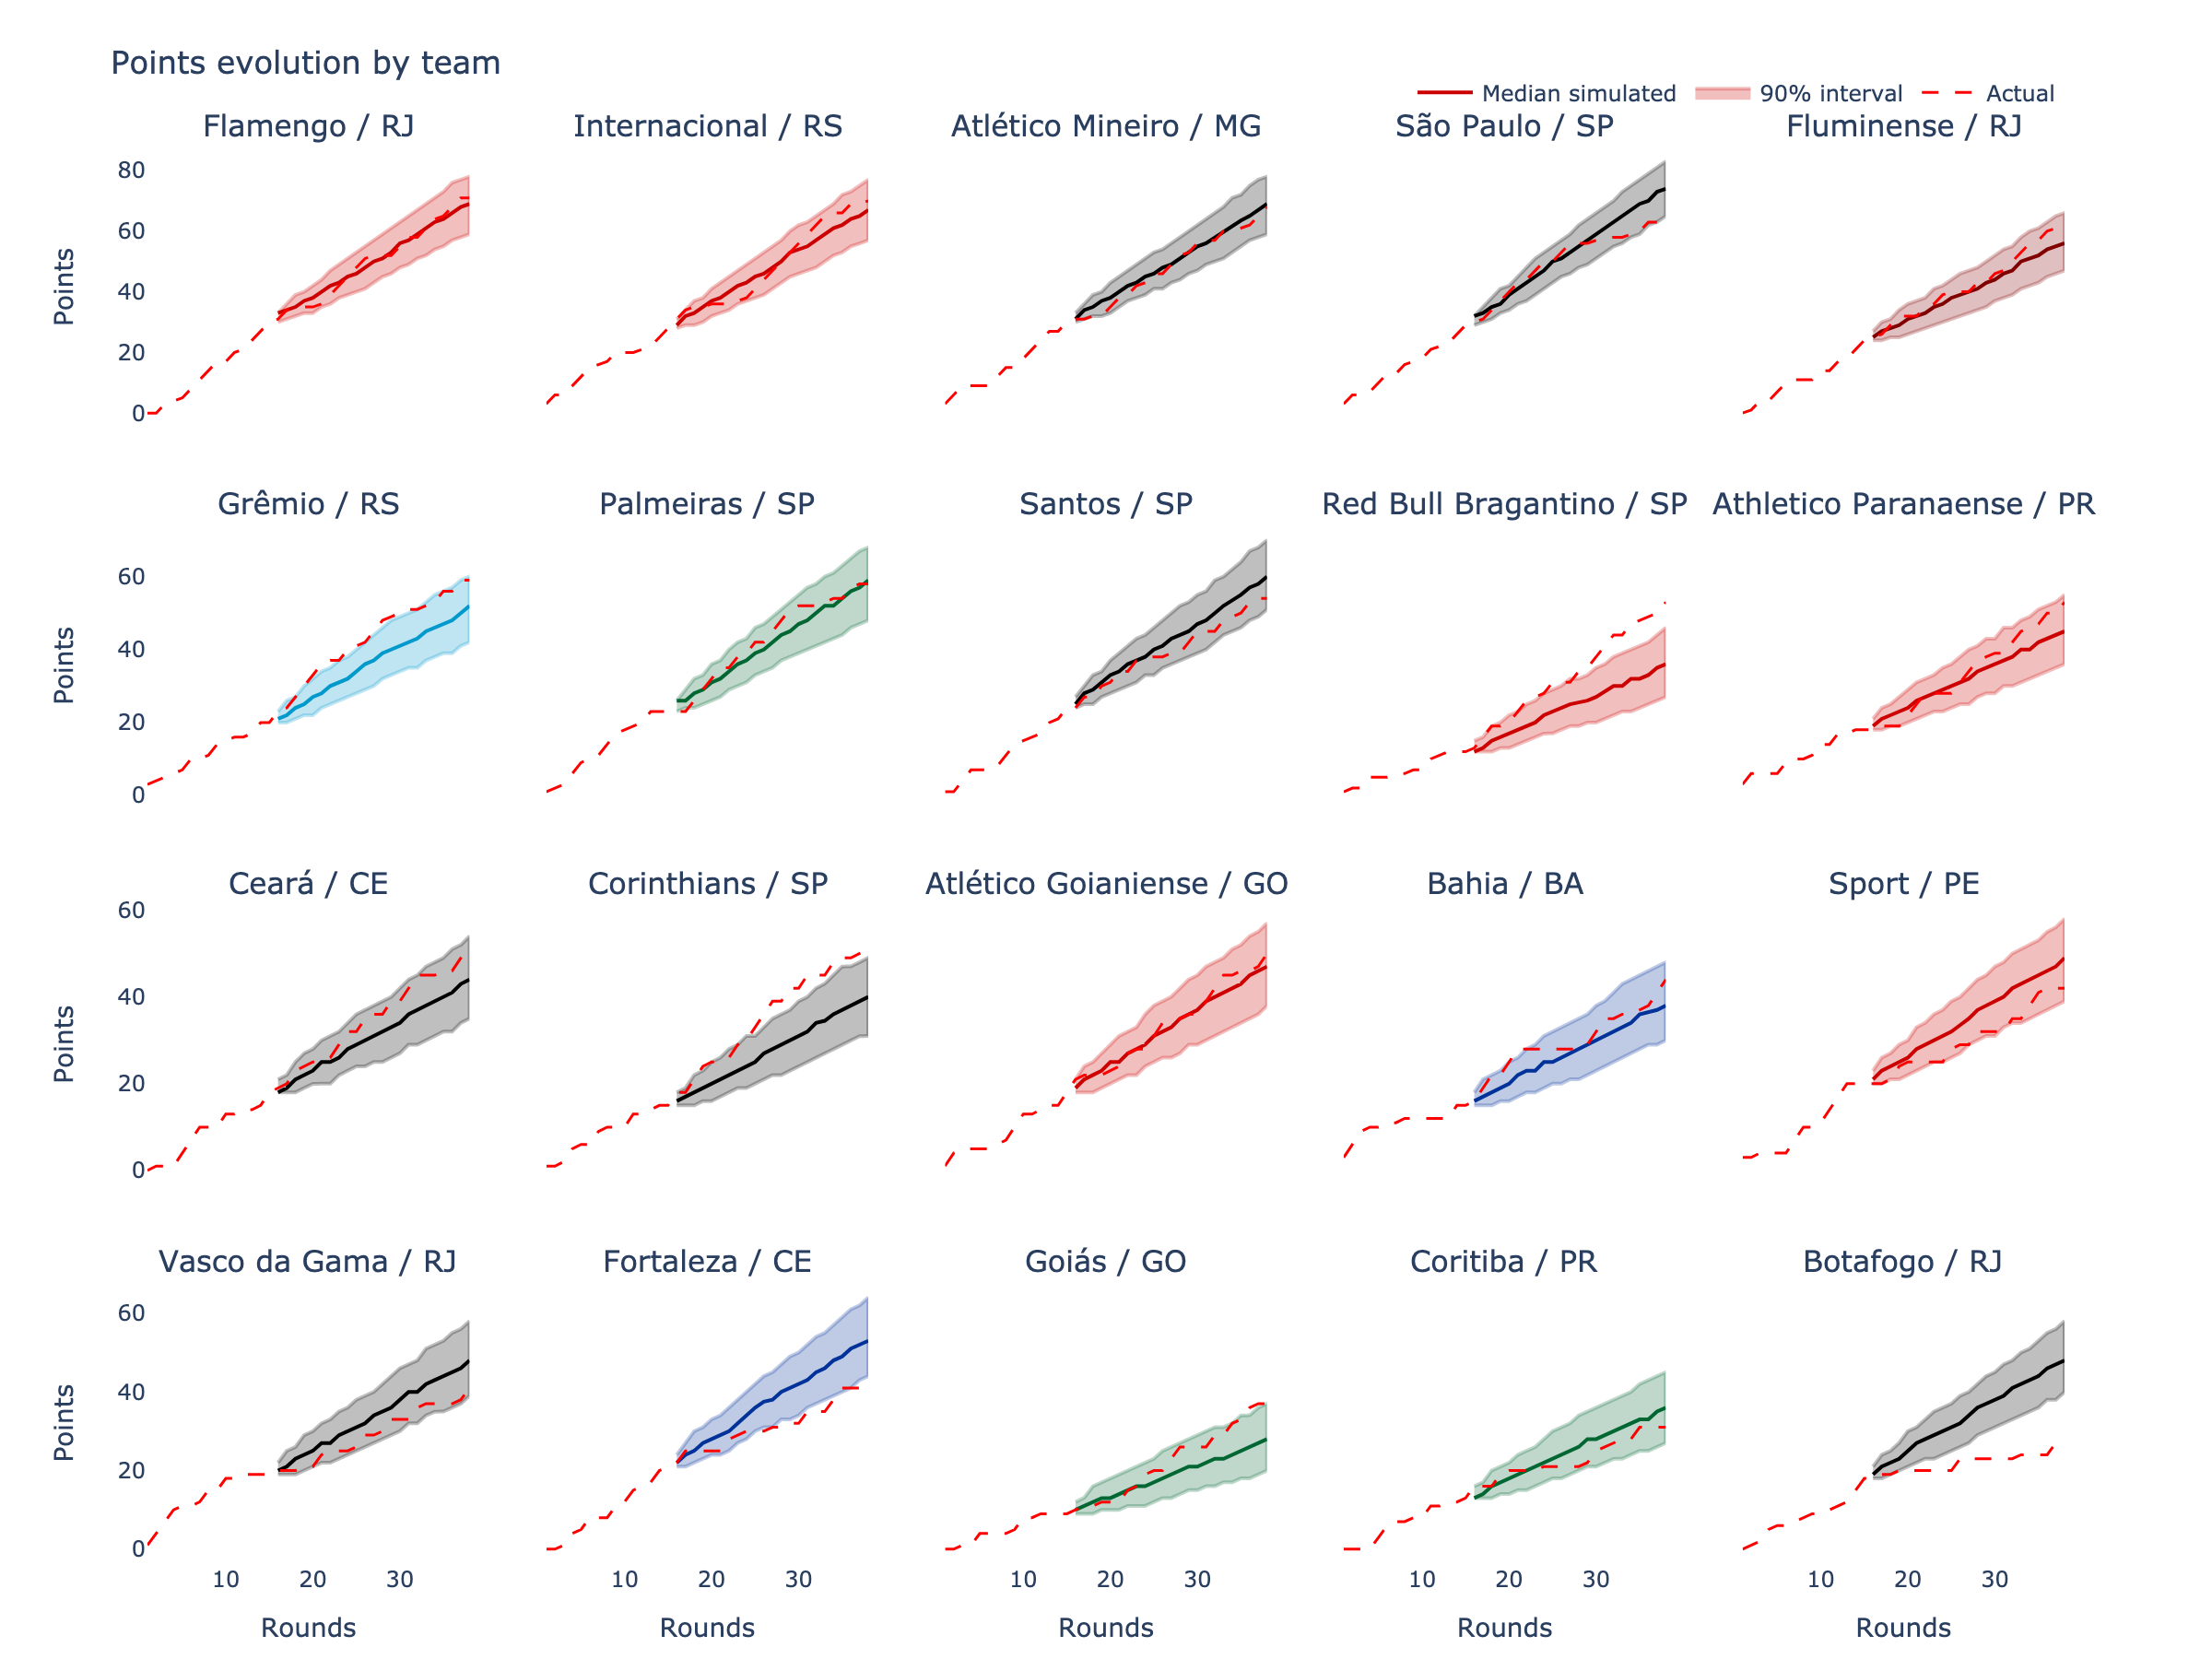 Points evolution by team
Median simulated 90% interval Actual
Flamengo / RJ Internacional / RS Atlético Mineiro / MG São Paulo / SP Fluminense / RJ
80
60
40
20
0
Points
Grêmio / RS Palmeiras / SP Santos / SP Red Bull Bragantino / SP Athletico Paranaense / PR
60
40
20
0
Points
Ceará / CE Corinthians / SP Atlético Goianiense / GO Bahia / BA Sport / PE
60
40
20
0
Points
Vasco da Gama / RJ Fortaleza / CE Goiás / GO Coritiba / PR Botafogo / RJ
60
40
20
0
Points
10 20 30 10 20 30 10 20 30 10 20 30 10 20 30
Rounds Rounds Rounds Rounds Rounds